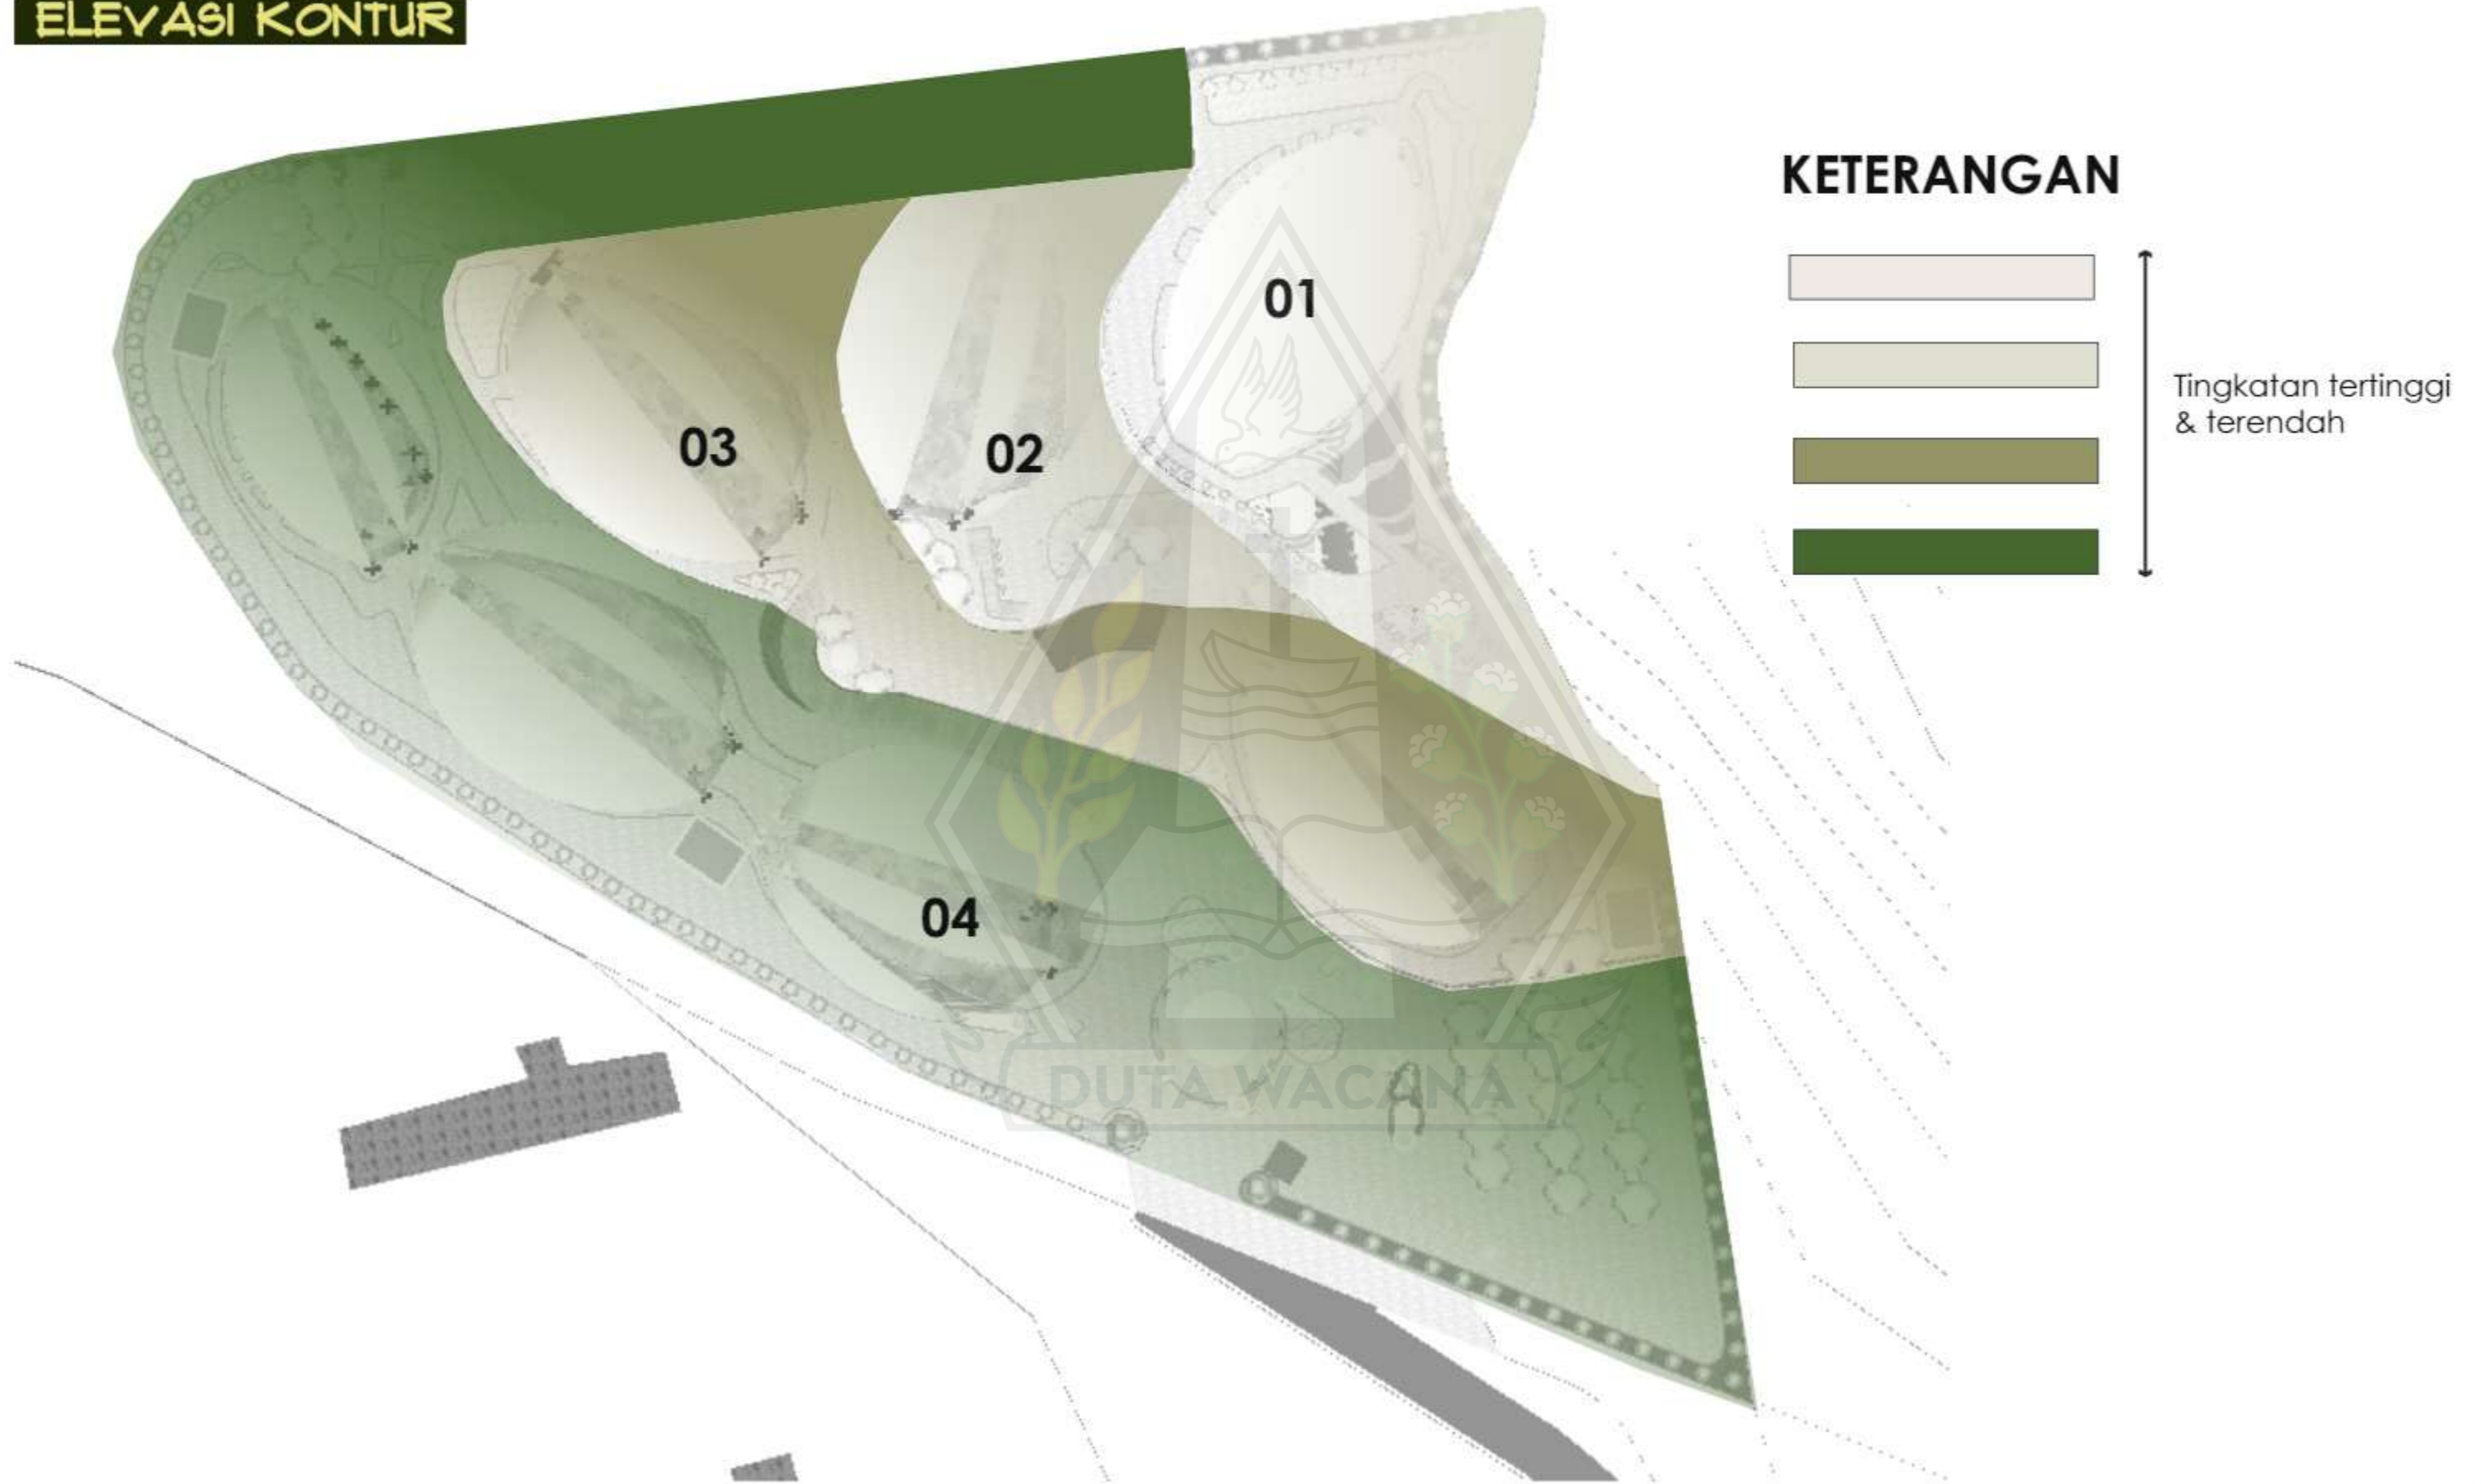 ELEVASI KONTUR
KETERANGAN
01
02
03
04
Tingkatan tertinggi
& terendah
DUTA WACANA